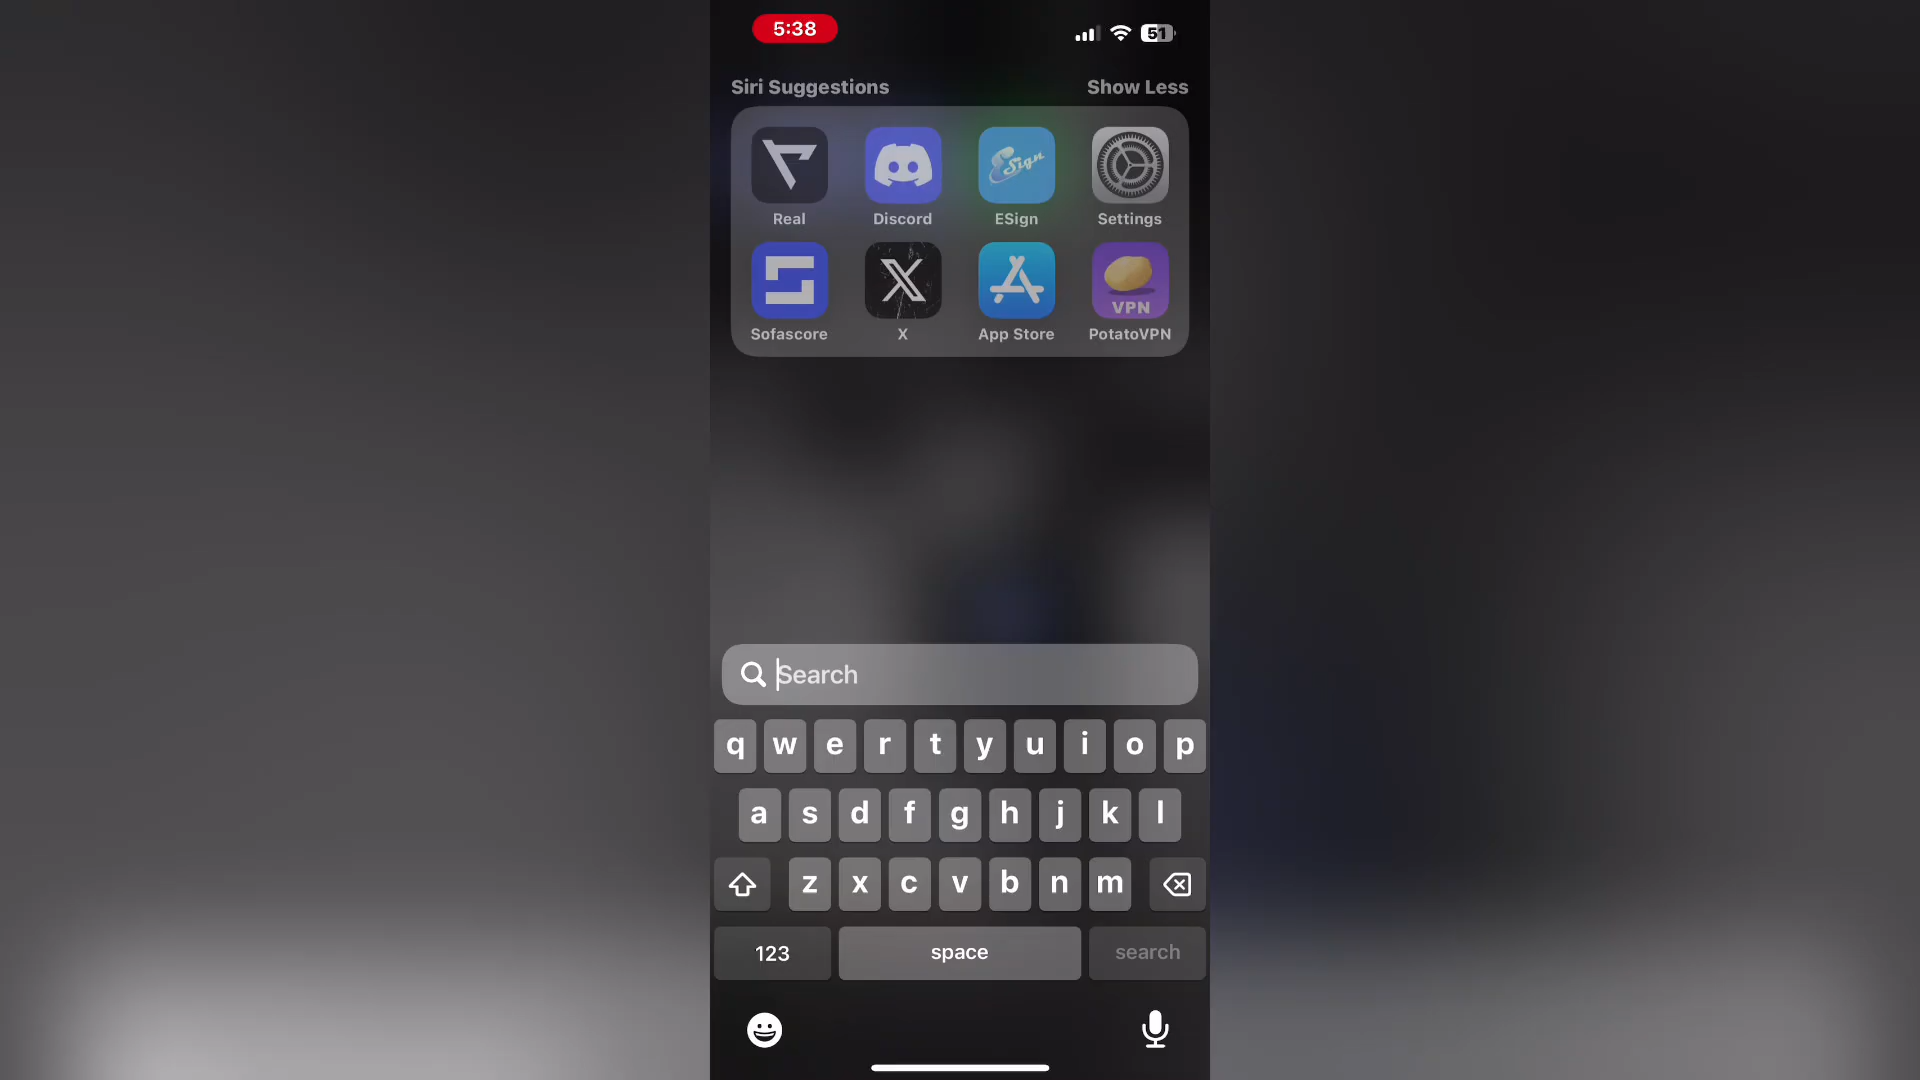 5:38
51
Siri Suggestions Show Less
Sign
Real Discord ESign Settings
VPN
Sofascore X App Store PotatoVPN
Search
q w e r t y u i o p
a s d f g h j k l
z x c v b n m
123 space search